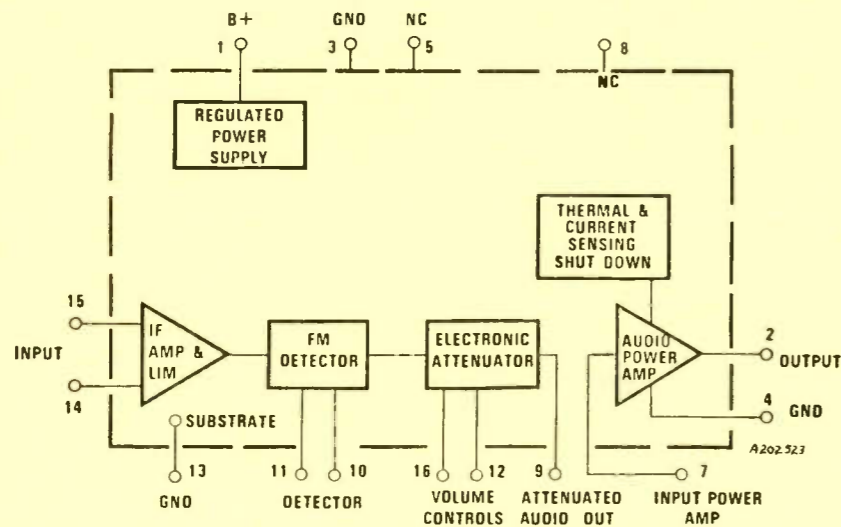 B+ GND NC
1 3 5 8
NC
REGULATED
POWER
SUPPLY
THERMAL &
CURRENT
SENSING
SHUT DOWN
15
INPUT
14
IF
AMP &
LIM
FM
DETECTOR
ELECTRONIC
ATTENUATOR
AUDIO
POWER
AMP
2
OUTPUT
4
GND
SUBSTRATE
A202523
13 11 10 16 12 9 7
GND DETECTOR VOLUME ATTENUATED INPUT POWER
CONTROLS AUDIO OUT AMP